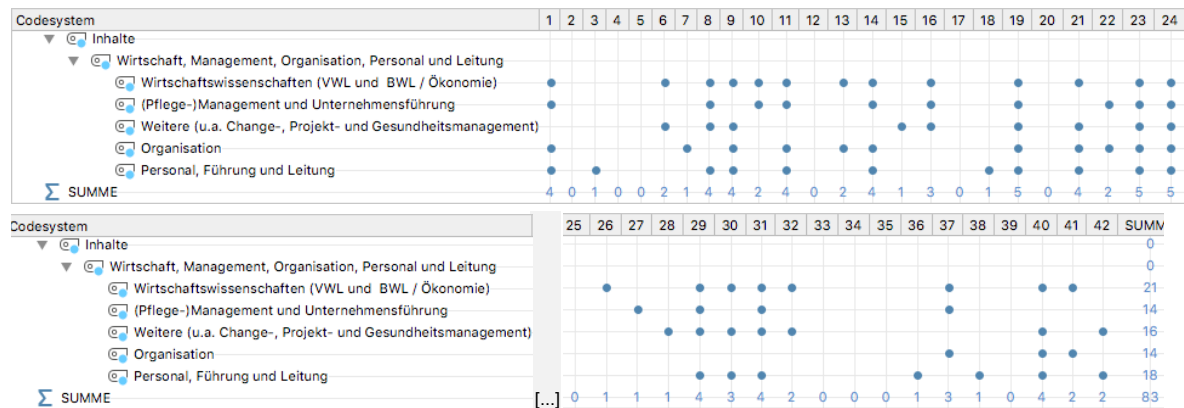 Codesystem 1 2 3 4 6 7 8 9 10 11 12 13 14 15 16 17 18 19 20 21 22 23 24
Inhalte
Wirtschaft, Management, Organisation, Personal und Leitung
Wirtschaftswissenschaften (VWL und BWL / Ökonomie)
(Pflege-)Management und Unternehmensführung
Weitere (u.a. Change-, Projekt- und Gesundheitsmanagement)
Organisation
Personal, Führung und Leitung
Σ SUMME 4 0 1 0 2 1 4 4 2 4 0 2 4 1 3 0 1 5 0 4 2 5 5
Codesystem 25 26 27 28 29 30 31 32 33 34 35 36 37 38 39 40 41 42 SUMM
Inhalte 0
Wirtschaft, Management, Organisation, Personal und Leitung 0
Wirtschaftswissenschaften (VWL und BWL / Ökonomie) 21
(Pflege-)Management und Unternehmensführung 14
Weitere (u.a. Change-, Projekt- und Gesundheitsmanagement) 16
Organisation 14
Personal, Führung und Leitung 18
Σ SUMME [...] 0 1 1 1 4 3 4 2 0 0 0 1 3 1 0 4 2 2 83